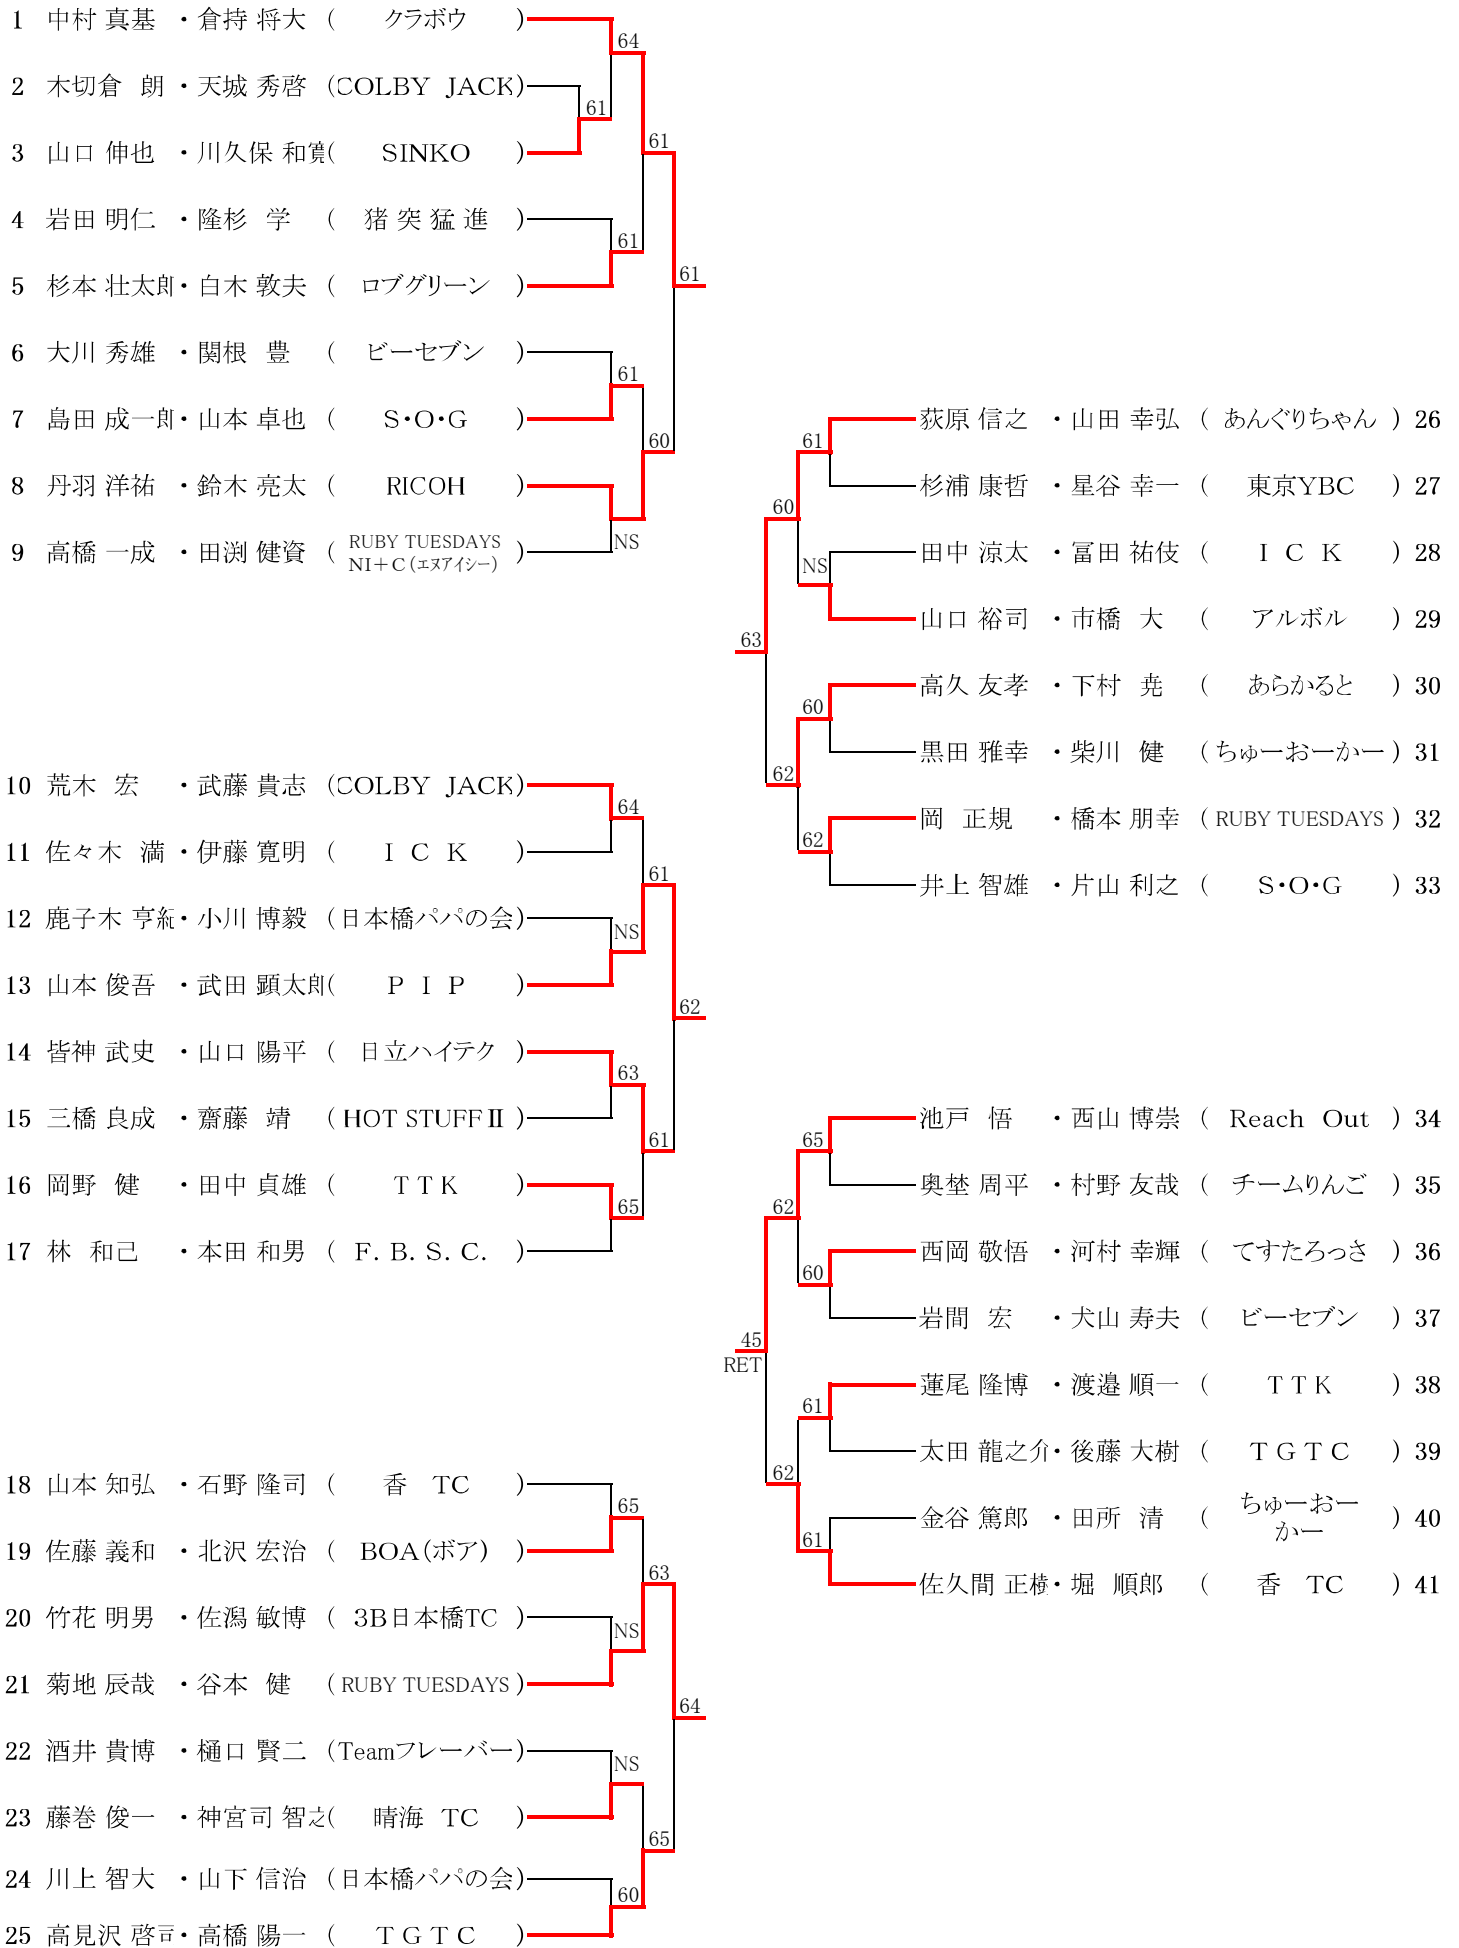 1 中村 真基 ・倉持 将大 ( クラボウ )
64
2 木切倉 朗 ・天城 秀啓 (COLBY JACK)
61
3 山口 伸也 ・川久保 和寛( SINKO )
61
4 岩田 明仁 ・隆杉 学 ( 猪 突 猛 進 )
61
5 杉本 壮太郎・白木 敦夫 ( ロブグリーン )
61
6 大川 秀雄 ・関根 豊 ( ビーセブン )
61
7 島田 成一郎・山本 卓也 ( S・O・G )
60
8 丹羽 洋祐 ・鈴木 亮太 ( RICOH )
NS
9 高橋 一成 ・田渕 健資 ( RUBY TUESDAYS
NI+C(エヌアイシー) )
10 荒木 宏 ・武藤 貴志 (COLBY JACK)
64
11 佐々木 満 ・伊藤 寛明 ( I C K )
61
12 鹿子木 亨紀・小川 博毅 (日本橋パパの会)
NS
13 山本 俊吾 ・武田 顕太郎( P I P )
62
14 皆神 武史 ・山口 陽平 ( 日立ハイテク )
63
15 三橋 良成 ・齋藤 靖 ( HOT STUFFⅡ )
61
16 岡野 健 ・田中 貞雄 ( T T K )
65
17 林 和己 ・本田 和男 ( F. B. S. C. )
18 山本 知弘 ・石野 隆司 ( 香 TC )
65
19 佐藤 義和 ・北沢 宏治 ( BOA(ボア) )
63
20 竹花 明男 ・佐潟 敏博 ( 3B日本橋TC )
NS
21 菊地 辰哉 ・谷本 健 ( RUBY TUESDAYS )
64
22 酒井 貴博 ・樋口 賢二 (Teamフレーバー)
NS
23 藤巻 俊一 ・神宮司 智之( 晴海 TC )
65
24 川上 智大 ・山下 信治 (日本橋パパの会)
60
25 高見沢 啓司・高橋 陽一 ( T G T C )
荻原 信之 ・山田 幸弘 ( あんぐりちゃん ) 26
61
杉浦 康哲 ・星谷 幸一 ( 東京YBC ) 27
60
田中 涼太 ・冨田 祐伎 ( I C K ) 28
NS
山口 裕司 ・市橋 大 ( アルボル ) 29
63
高久 友孝 ・下村 尭 ( あらかると ) 30
60
黒田 雅幸 ・柴川 健 (ちゅーおーかー) 31
62
岡 正規 ・橋本 朋幸 ( RUBY TUESDAYS ) 32
62
井上 智雄 ・片山 利之 ( S・O・G ) 33
池戸 悟 ・西山 博崇 ( Reach Out ) 34
65
奥埜 周平 ・村野 友哉 ( チームりんご ) 35
62
西岡 敬悟 ・河村 幸輝 ( てすたろっさ ) 36
60
岩間 宏 ・犬山 寿夫 ( ビーセブン ) 37
45
RET
蓮尾 隆博 ・渡邉 順一 ( T T K ) 38
61
太田 龍之介・後藤 大樹 ( T G T C ) 39
62
金谷 篤郎 ・田所 清 ( ちゅーおー
かー ) 40
61
佐久間 正樹・堀 順郎 ( 香 TC ) 41